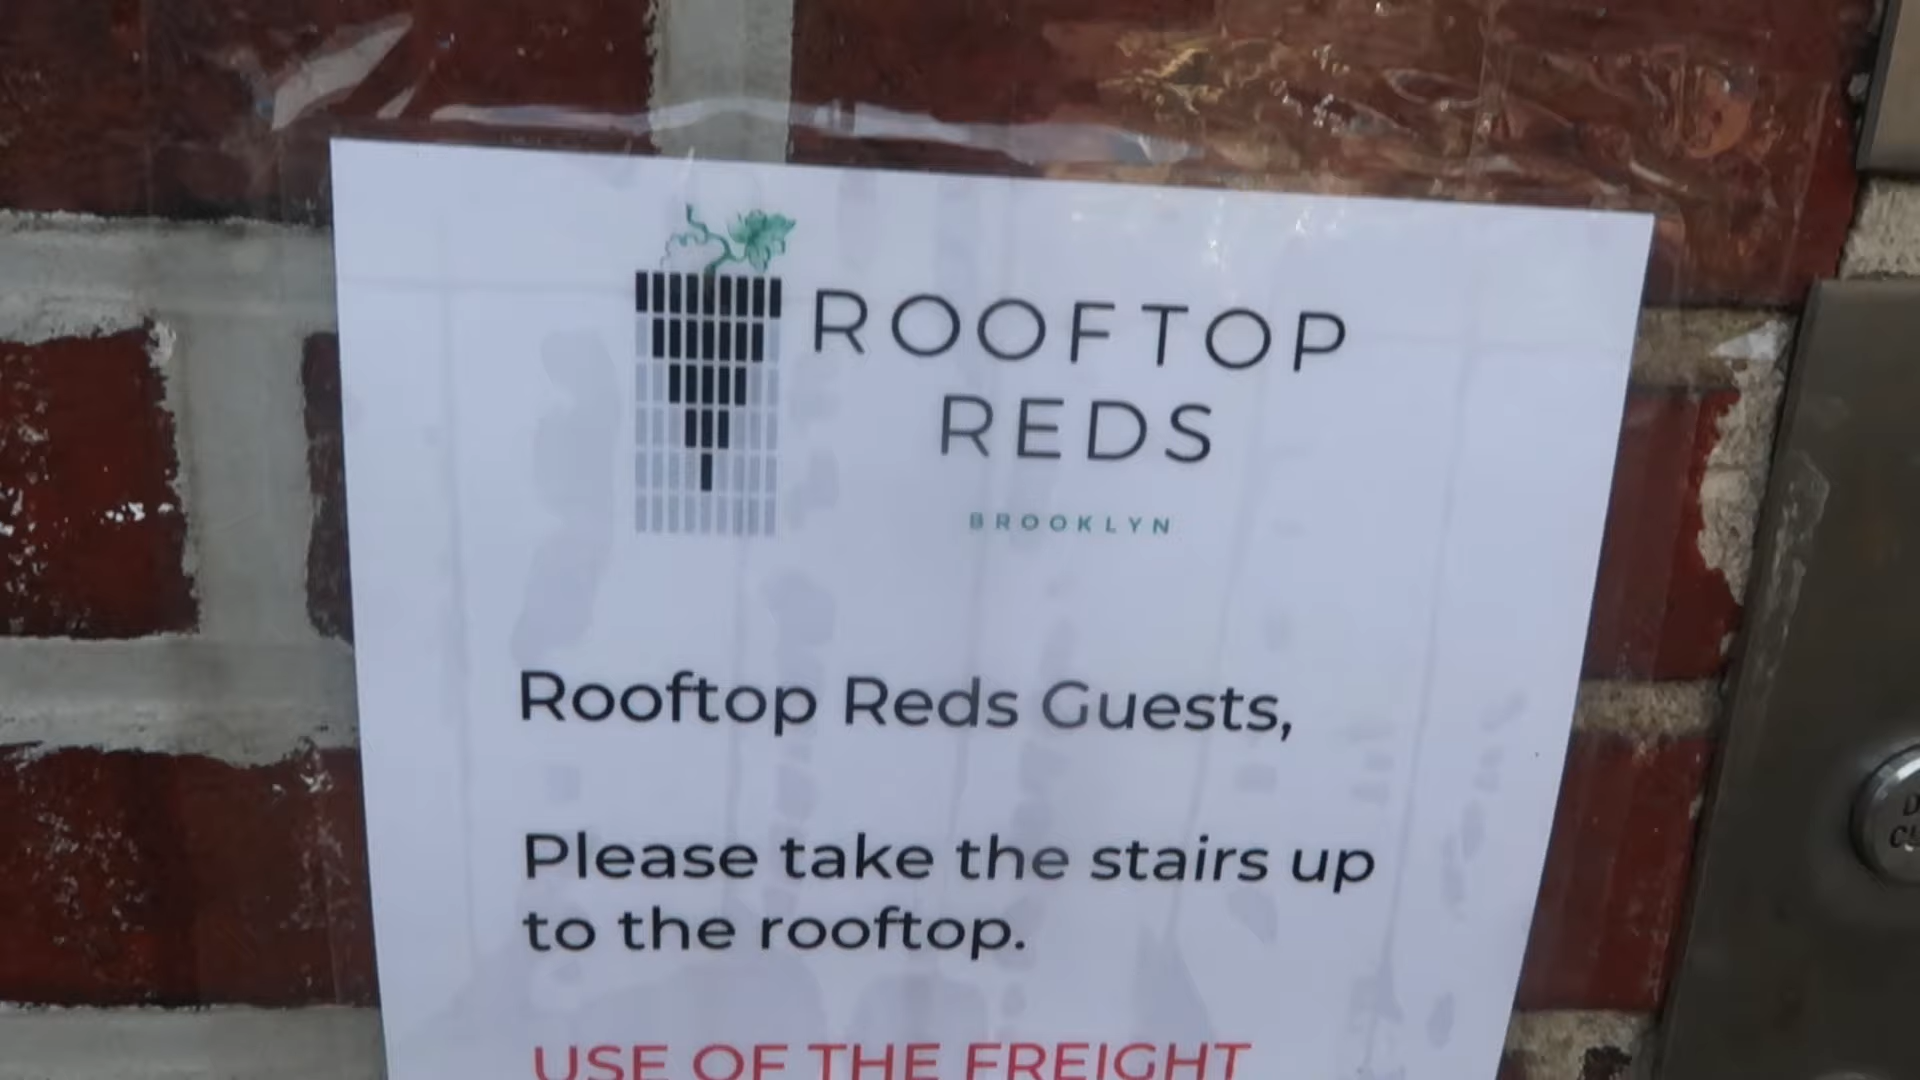 ROOFTOP
REDS
BROOKLYN
Rooftop Reds Guests,
Please take the stairs up
to the rooftop.
USE OF THE FREIGHT